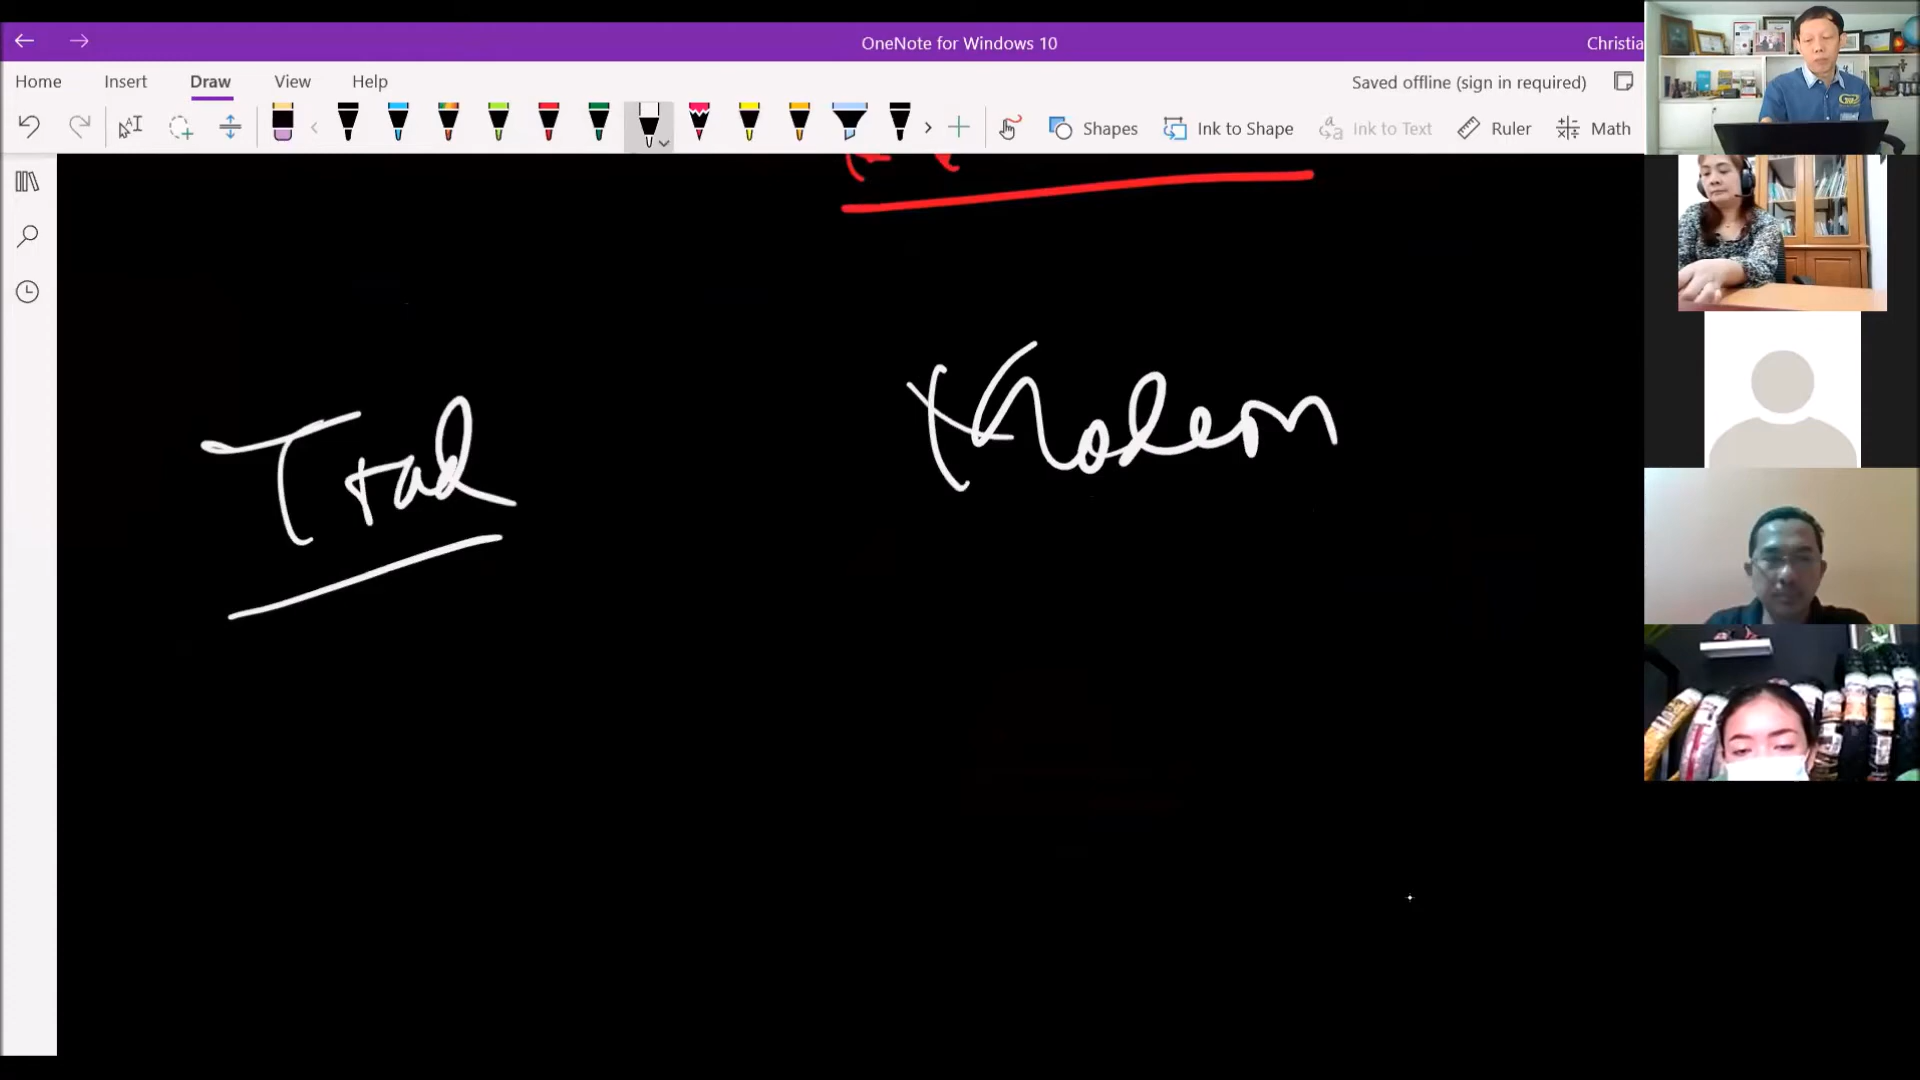 OneNote for Windows 10
Christia
Home Insert Draw View Help
Saved offline (sign in required)
Shapes Ink to Shape Ink to Text Ruler Math
Trad
Modern